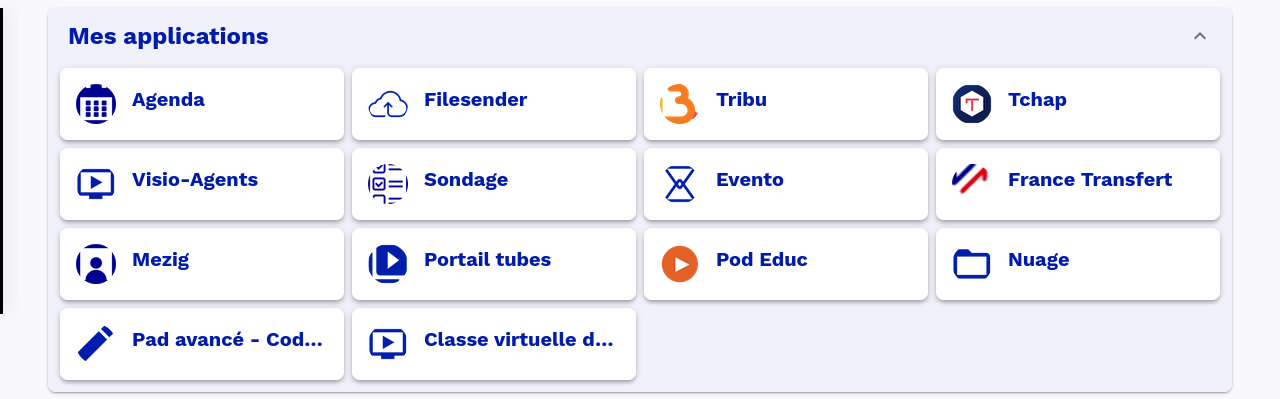 Mes applications
Agenda
Filesender
Tribu
Tchap
Visio-Agents
Sondage
Evento
France Transfert
Mezig
Portail tubes
Pod Educ
Nuage
Pad avancé - Cod...
Classe virtuelle d...